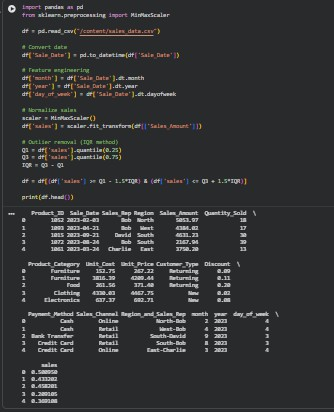 import pandas as pd
from sklearn.preprocessing import MinMaxScaler
df = pd.read_csv("/content/sales_data.csv")
# Convert date
df['Sale_Date'] = pd.to_datetime(df['Sale_Date'])
# Feature engineering
df['month'] = df['Sale_Date'].dt.month
df['year'] = df['Sale_Date'].dt.year
df['day_of_week'] = df['Sale_Date'].dt.dayofweek
# Normalize sales
scaler = MinMaxScaler()
df['sales'] = scaler.fit_transform(df[['Sales_Amount']])
# Outlier removal (IQR method)
Q1 = df['sales'].quantile(0.25)
Q3 = df['sales'].quantile(0.75)
IQR = Q3 - Q1
df = df[(df['sales'] >= Q1 - 1.5*IQR) & (df['sales'] <= Q3 + 1.5*IQR)]
print(df.head())
Product_ID Sale_Date Sales_Rep Region Sales_Amount Quantity_Sold \
0 1052 2023-02-03 Bob North 5053.97 18
1 1093 2023-04-21 Bob West 4384.02 17
2 1015 2023-09-21 David South 4631.23 30
3 1072 2023-08-24 Bob South 2167.94 39
4 1061 2023-03-24 Charlie East 3750.20 13
Product_Category Unit_Cost Unit_Price Customer_Type Discount \
0 Furniture 152.75 267.22 Returning 0.09
1 Furniture 3816.39 4209.44 Returning 0.11
2 Food 261.56 371.40 Returning 0.20
3 Clothing 4330.03 4467.75 New 0.02
4 Electronics 637.37 692.71 New 0.08
Payment_Method Sales_Channel Region_and_Sales_Rep month year day_of_week \
0 Cash Online North-Bob 2 2023 4
1 Cash Retail West-Bob 4 2023 4
2 Bank Transfer Retail South-David 9 2023 3
3 Credit Card Retail South-Bob 8 2023 3
4 Credit Card Online East-Charlie 3 2023 4
sales
0 0.500950
1 0.433202
2 0.458201
3 0.209105
4 0.369108